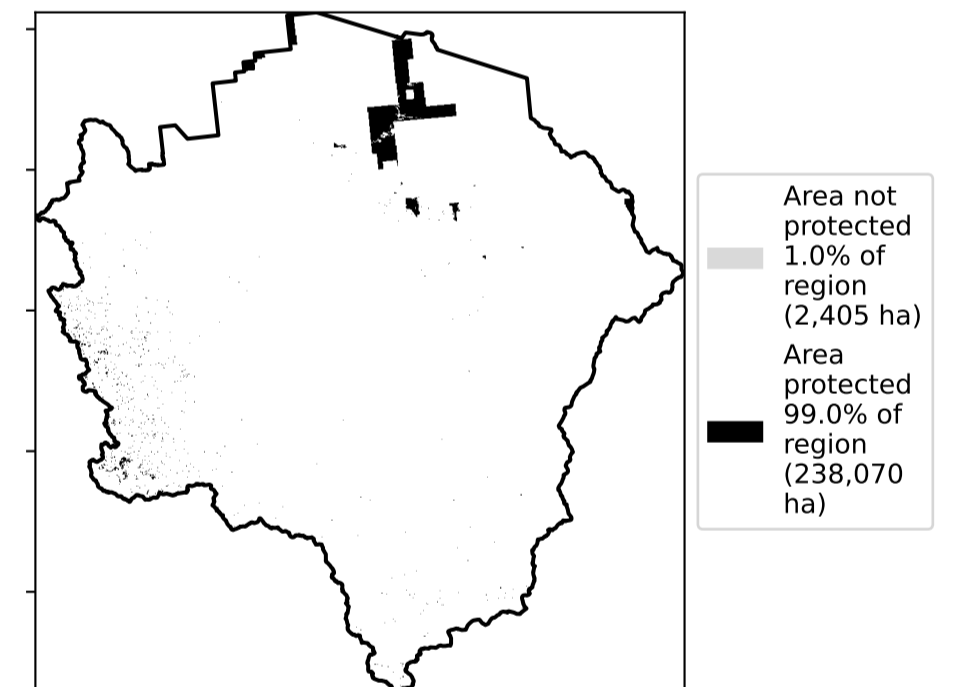 Area not
protected
1.0% of
region
(2,405 ha)
Area
protected
99.0% of
region
(238,070
ha)